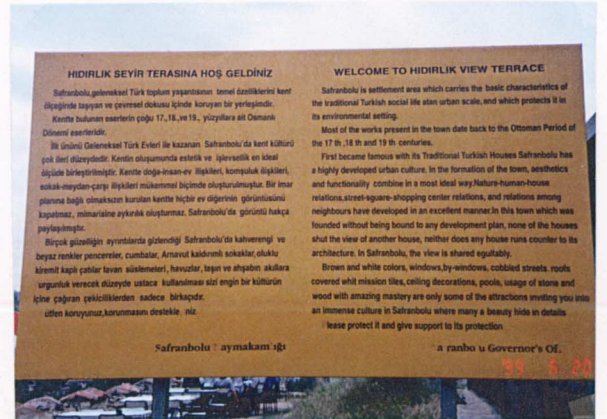 HIDIRLIK SEYİR TERASINA HOŞ GELDİNİZ
Safranbolu,geleneksel Türk toplum yaşantısının temel özelliklerini kent
ölçeğinde taşıyan ve çevresel dokusu içinde koruyan bir yerleşimdir.
Kentte bulunan eserlerin çoğu 17.,18.,ve19., yüzyıllara ait Osmanlı
Dönemi eserleridir.
İlk ününü Geleneksel Türk Evleri ile kazanan Safranbolu'da kent kültürü
çok ileri düzeydedir. Kentin oluşumunda estetik ve işlevsellik en ideal
ölçüde birleştirilmiştir. Kentte doğa-insan-ev ilişkileri, komşuluk ilişkileri,
sokak-meydan-çarşı ilişkileri mükemmel biçimde oluşturulmuştur. Bir imar
planına bağlı olmaksızın kurulan kentte hiçbir ev diğerinin görüntüsünü
kapatmaz, mimarisine aykırılık oluşturmaz. Safranbolu'da görüntü hakça
paylaşılmıştır.
Birçok güzelliğin ayrıntılarda gizlendiği Safranbolu'da kahverengi ve
beyaz renkler pencereler, cumbalar, Arnavut kaldırımlı sokaklar,oluklu
kiremit kaplı çatılar tavan süslemeleri, havuzlar, taşın ve ahşabın akıllara
urgunluk verecek düzeyde ustaca kullanılması sizi engin bir kültürün
içine çağıran çekiciliklerden sadece birkaçıdır.
ütfen koruyunuz,korunmasını destekle niz
Safranbolu aymakam ığı
WELCOME TO HIDIRLIK VIEW TERRACE
Safranbolu is settlement area which carries the basic characteristics of
the traditional Turkish social life atan urban scale, and which protects it in
its environmental setting.
Most of the works present in the town date back to the Ottoman Period of
the 17 th ,18 th and 19 th centuries.
First became famous with its Traditional Turkish Houses Safranbolu has
a highly developed urban culture. In the formation of the town, aesthetics
and functionality combine in a most ideal way.Nature-human-house
relations,street-sguare-shopping center relations, and relations among
neighbours have developed in an excellent manner.In this town which was
founded without being bound to any development plan, none of the houses
shut the view of another house, neither does any house runs counter to its
architecture. In Safranbolu, the view is shared eguitably.
Brown and white colors, windows,by-windows, cobbled streets, roofs
covered whit mission tiles,ceiling decorations, pools, usage of stone and
wood with amazing mastery are only some of the attractions inviting you into
an immense culture in Safranbolu where many a beauty hide in details
lease protect it and give support to its protection
a ranbo u Governor's Of.
'99 6 20